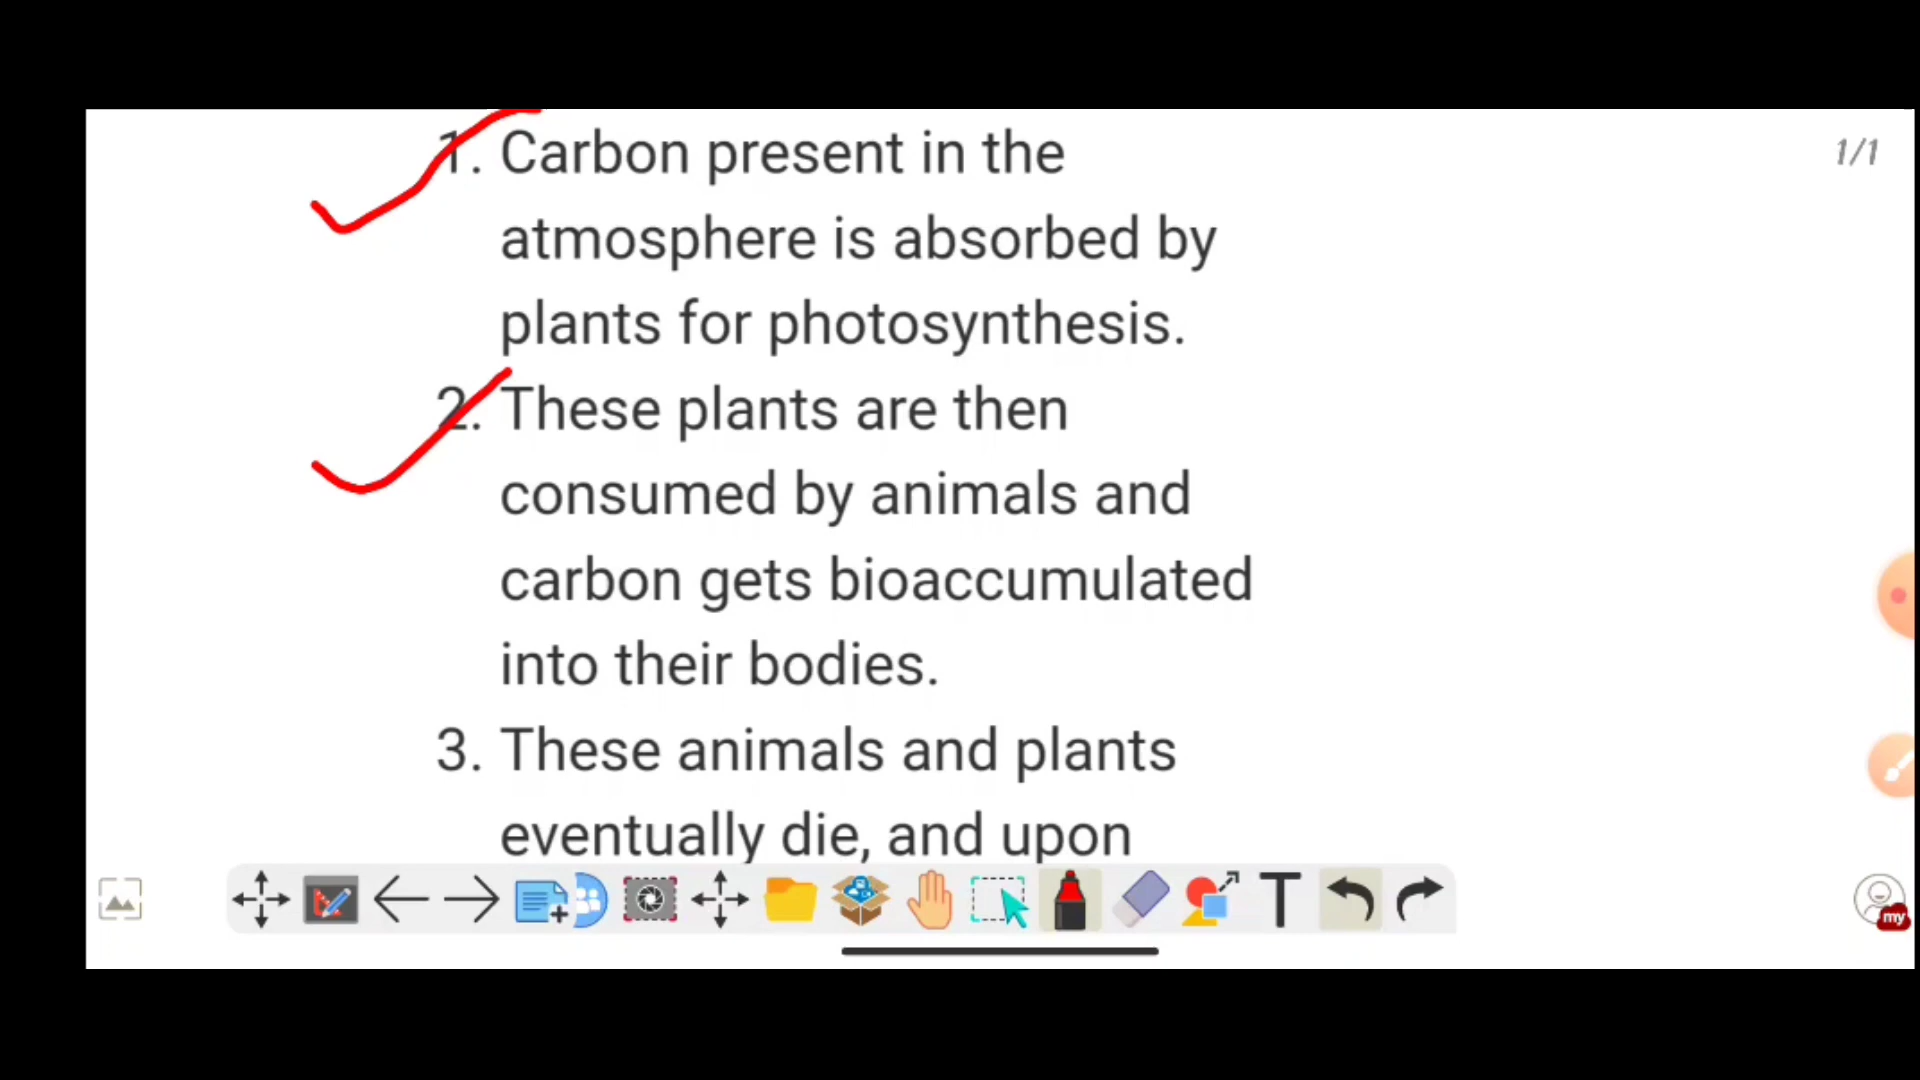 1. Carbon present in the
1/1
atmosphere is absorbed by
plants for photosynthesis.
2. These plants are then
consumed by animals and
carbon gets bioaccumulated
into their bodies.
3. These animals and plants
eventually die, and upon
T
my